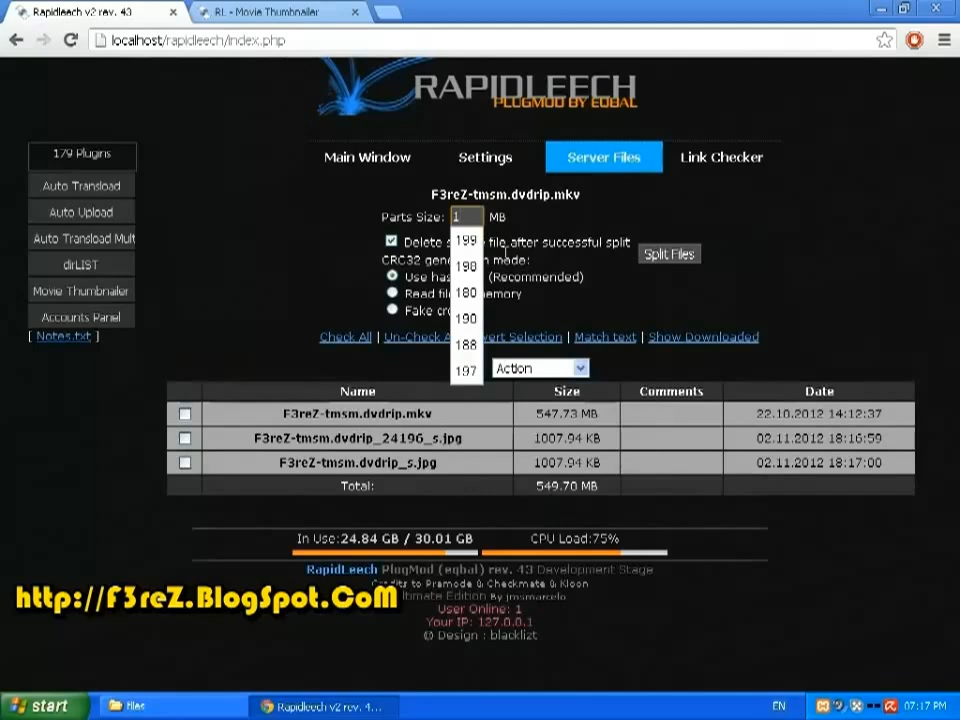 Rapidleech v2 rev. 43
RL - Movie Thumbnailer
localhost/rapidleech/index.php
RAPIDLEECH
PLUGMOD BY EQBAL
Main Window
Settings
Server Files
Link Checker
179 Plugins
Auto Transload
Auto Upload
Auto Transload Mult
dirLIST
Movie Thumbnailer
Accounts Panel
[ Notes.txt ]
F3reZ-tmsm.dvdrip.mkv
Parts Size: 1 MB
199
198
180
190
188
197
Delete file after successful split
CRC32 mode:
Use (Recommended)
Read memory
Fake
Split Files
Check All | Selection | Match text | Show Downloaded
Action
Name Size Comments Date
F3reZ-tmsm.dvdrip.mkv 547.73 MB 22.10.2012 14:12:37
F3reZ-tmsm.dvdrip_24196_s.jpg 1007.94 KB 02.11.2012 18:16:59
F3reZ-tmsm.dvdrip_s.jpg 1007.94 KB 02.11.2012 18:17:00
Total: 549.70 MB
In Use:24.84 GB / 30.01 GB
CPU Load:75%
RapidLeech PlugMod (eqbal) rev. 43 Development Stage
Credits to Pramode & Checkmate & Kloon
Ultimate Edition By jmsmarcelo
User Online: 1
Your IP: 127.0.0.1
© Design : blacklizt
http://F3reZ.BlogSpot.CoM
start
files
Rapidleech v2 rev. 4...
EN
07:17 PM